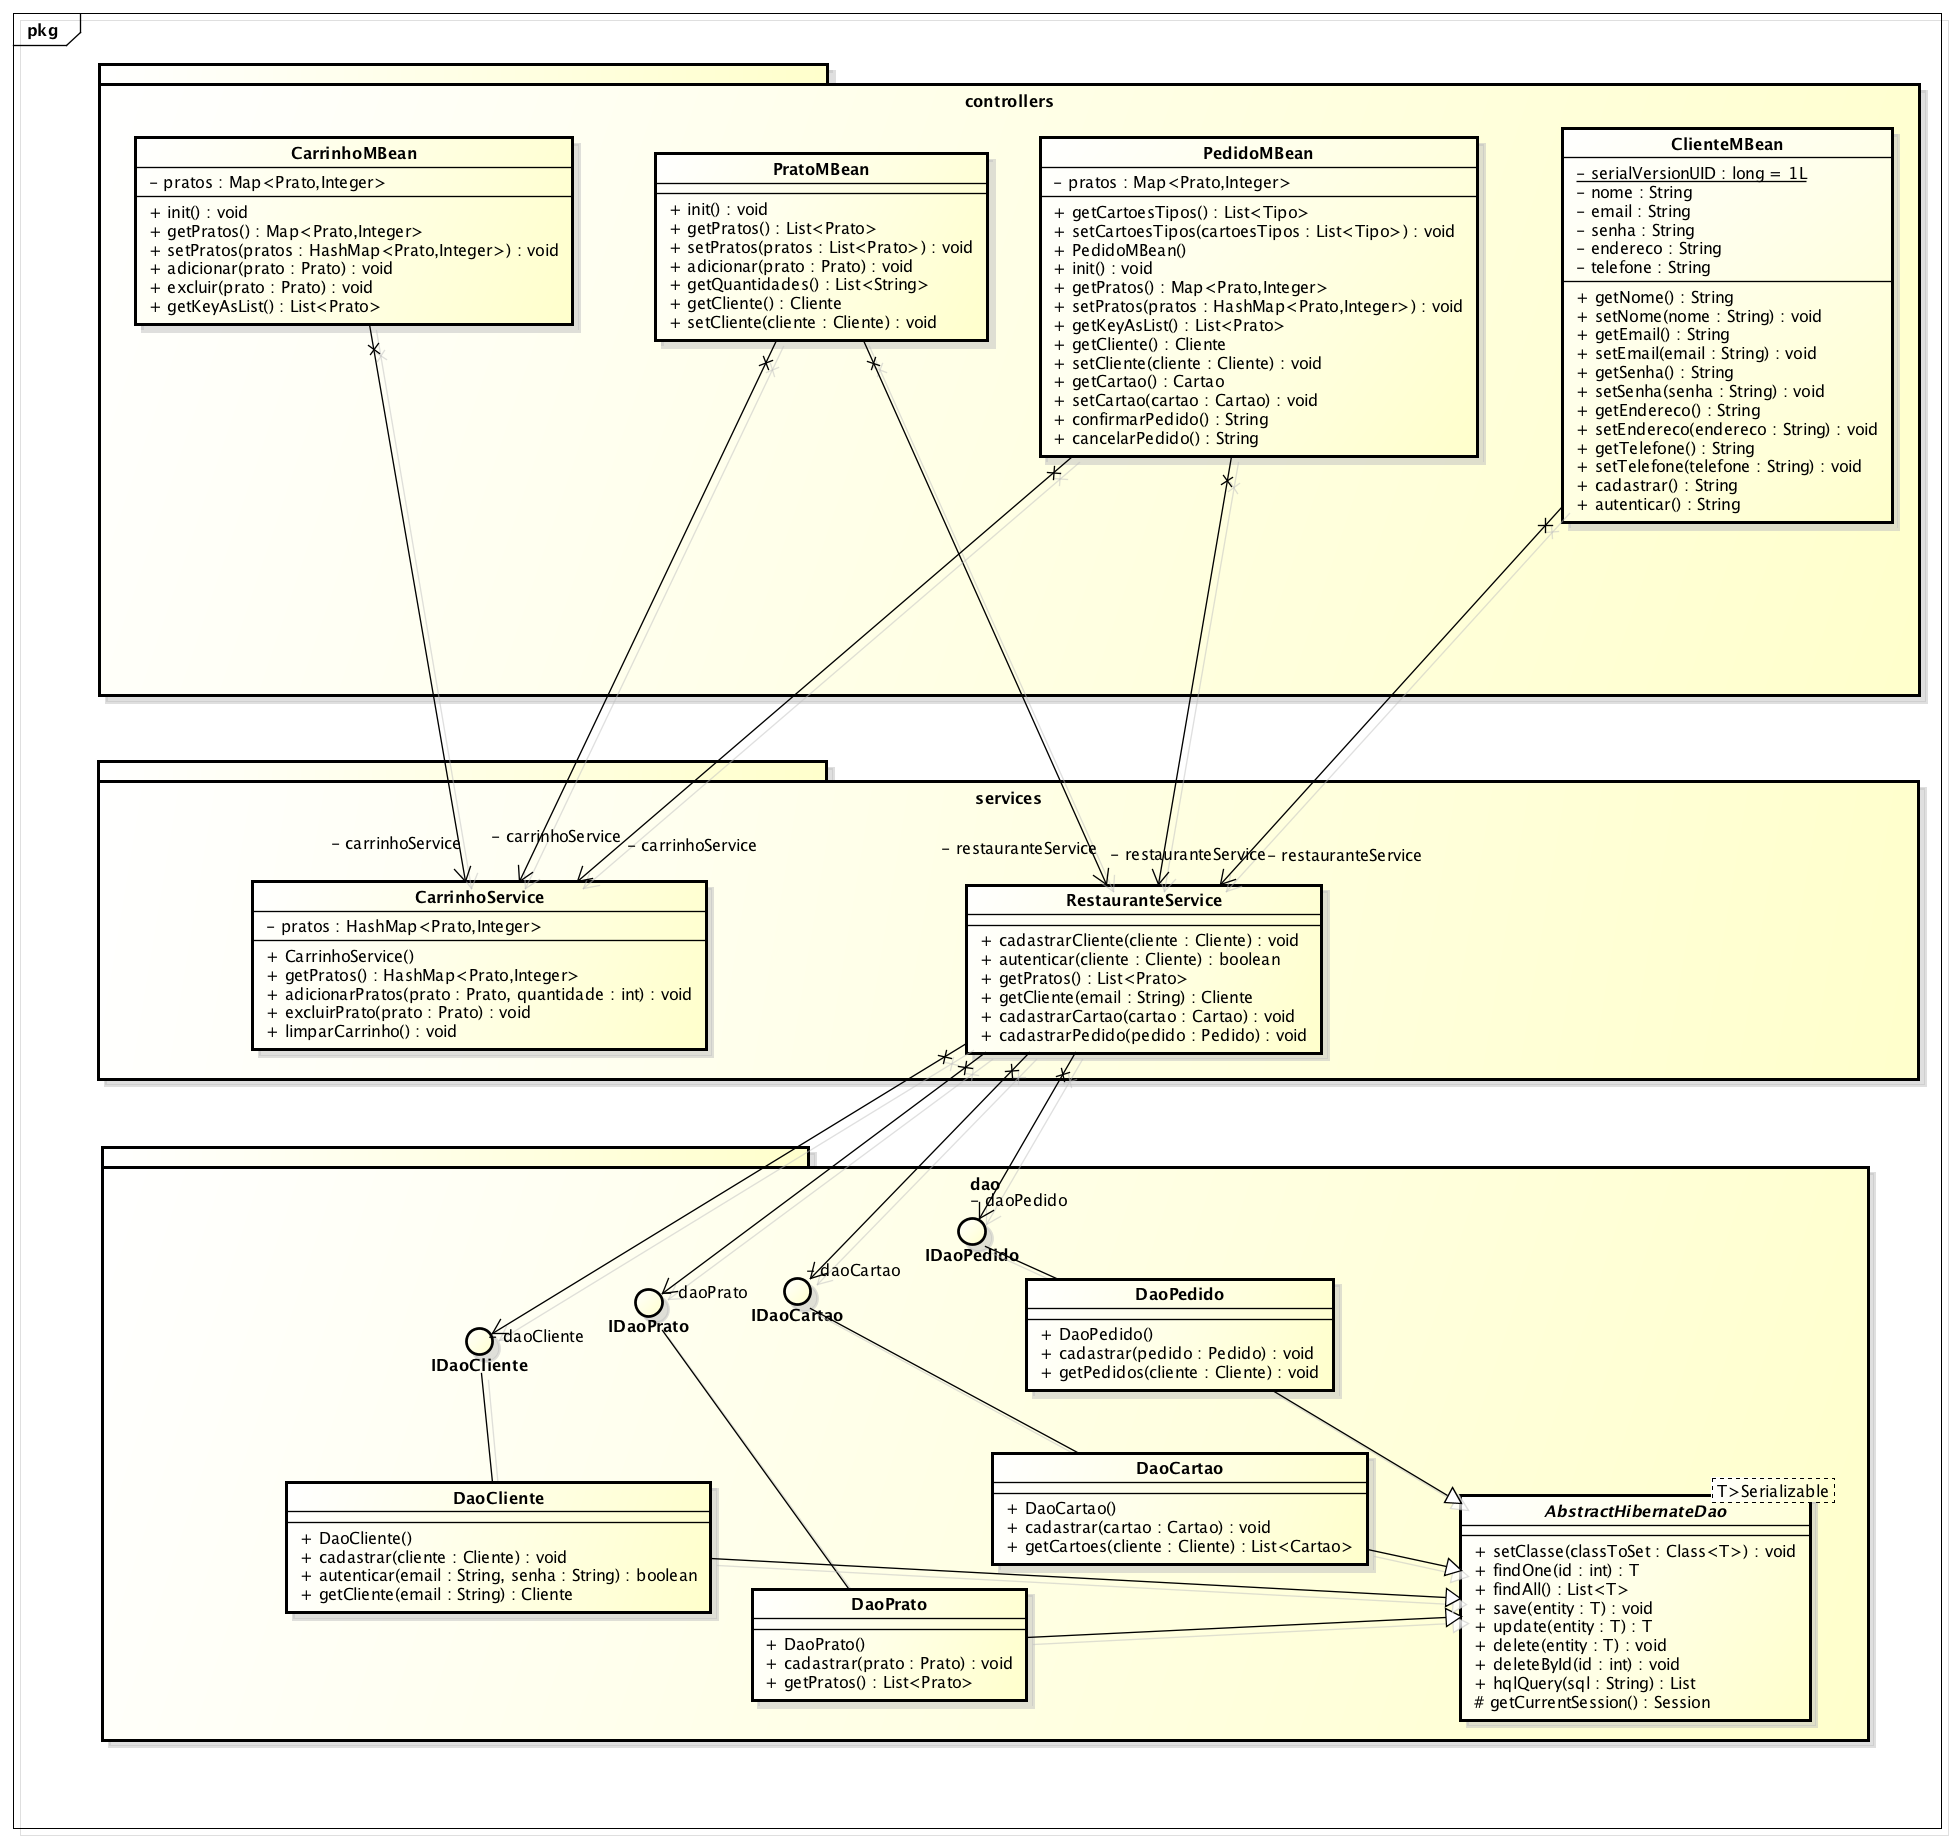 pkg
controllers
CarrinhoMBean
– pratos : Map<Prato,Integer>
+ init() : void
+ getPratos() : Map<Prato,Integer>
+ setPratos(pratos : HashMap<Prato,Integer>) : void
+ adicionar(prato : Prato) : void
+ excluir(prato : Prato) : void
+ getKeyAsList() : List<Prato>
PratoMBean
+ init() : void
+ getPratos() : List<Prato>
+ setPratos(pratos : List<Prato>) : void
+ adicionar(prato : Prato) : void
+ getQuantidades() : List<String>
+ getCliente() : Cliente
+ setCliente(cliente : Cliente) : void
PedidoMBean
– pratos : Map<Prato,Integer>
+ getCartoesTipos() : List<Tipo>
+ setCartoesTipos(cartoesTipos : List<Tipo>) : void
+ PedidoMBean()
+ init() : void
+ getPratos() : Map<Prato,Integer>
+ setPratos(pratos : HashMap<Prato,Integer>) : void
+ getKeyAsList() : List<Prato>
+ getCliente() : Cliente
+ setCliente(cliente : Cliente) : void
+ getCartao() : Cartao
+ setCartao(cartao : Cartao) : void
+ confirmarPedido() : String
+ cancelarPedido() : String
ClienteMBean
– serialVersionUID : long = 1L
– nome : String
– email : String
– senha : String
– endereco : String
– telefone : String
+ getNome() : String
+ setNome(nome : String) : void
+ getEmail() : String
+ setEmail(email : String) : void
+ getSenha() : String
+ setSenha(senha : String) : void
+ getEndereco() : String
+ setEndereco(endereco : String) : void
+ getTelefone() : String
+ setTelefone(telefone : String) : void
+ cadastrar() : String
+ autenticar() : String
services
– carrinhoService
– carrinhoService
– carrinhoService
– restauranteService
– restauranteService
– restauranteService
CarrinhoService
– pratos : HashMap<Prato,Integer>
+ CarrinhoService()
+ getPratos() : HashMap<Prato,Integer>
+ adicionarPratos(prato : Prato, quantidade : int) : void
+ excluirPrato(prato : Prato) : void
+ limparCarrinho() : void
RestauranteService
+ cadastrarCliente(cliente : Cliente) : void
+ autenticar(cliente : Cliente) : boolean
+ getPratos() : List<Prato>
+ getCliente(email : String) : Cliente
+ cadastrarCartao(cartao : Cartao) : void
+ cadastrarPedido(pedido : Pedido) : void
dao
– daoPedido
IDaoPedido
– daoCartao
IDaoCartao
– daoPrato
IDaoPrato
– daoCliente
IDaoCliente
DaoPedido
+ DaoPedido()
+ cadastrar(pedido : Pedido) : void
+ getPedidos(cliente : Cliente) : void
DaoCartao
+ DaoCartao()
+ cadastrar(cartao : Cartao) : void
+ getCartoes(cliente : Cliente) : List<Cartao>
DaoCliente
+ DaoCliente()
+ cadastrar(cliente : Cliente) : void
+ autenticar(email : String, senha : String) : boolean
+ getCliente(email : String) : Cliente
DaoPrato
+ DaoPrato()
+ cadastrar(prato : Prato) : void
+ getPratos() : List<Prato>
T>Serializable
AbstractHibernateDao
+ setClasse(classToSet : Class<T>) : void
+ findOne(id : int) : T
+ findAll() : List<T>
+ save(entity : T) : void
+ update(entity : T) : T
+ delete(entity : T) : void
+ deleteById(id : int) : void
+ hqlQuery(sql : String) : List
# getCurrentSession() : Session